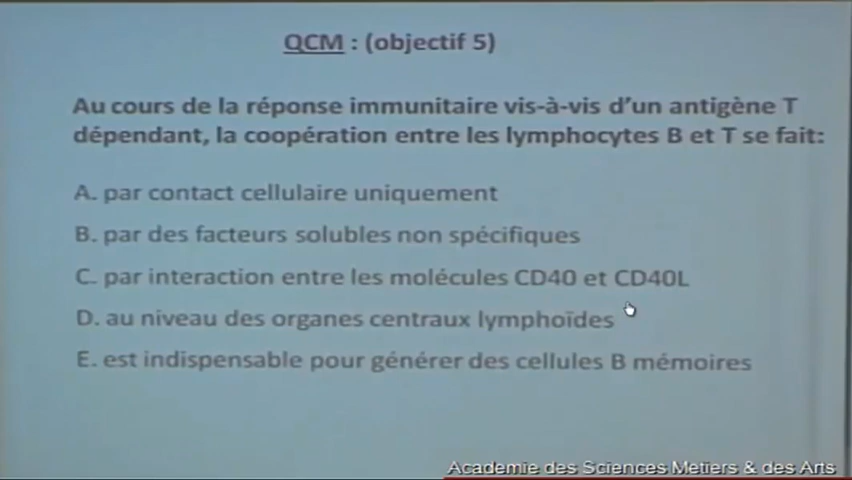 QCM : (objectif 5)
Au cours de la réponse immunitaire vis-à-vis d'un antigène T
dépendant, la coopération entre les lymphocytes B et T se fait:
A. par contact cellulaire uniquement
B. par des facteurs solubles non spécifiques
C. par interaction entre les molécules CD40 et CD40L
D. au niveau des organes centraux lymphoïdes
E. est indispensable pour générer des cellules B mémoires
Academie des Sciences Metiers & des Arts